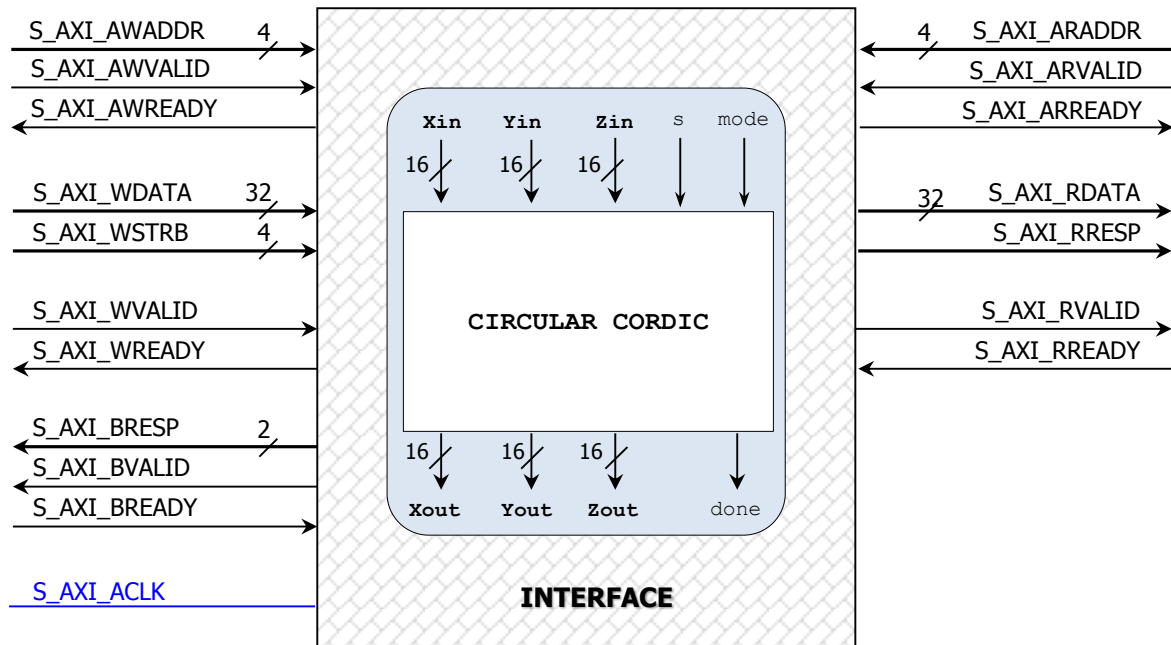 S_AXI_AWADDR 4
S_AXI_AWVALID
S_AXI_AWREADY
S_AXI_WDATA 32
S_AXI_WSTRB 4
S_AXI_WVALID
S_AXI_WREADY
S_AXI_BRESP 2
S_AXI_BVALID
S_AXI_BREADY
S_AXI_ACLK
Xin Yin Zin s mode
16 16 16
CIRCULAR CORDIC
16 16 16
Xout Yout Zout done
INTERFACE
4 S_AXI_ARADDR
S_AXI_ARVALID
S_AXI_ARREADY
32 S_AXI_RDATA
S_AXI_RRESP
S_AXI_RVALID
S_AXI_RREADY